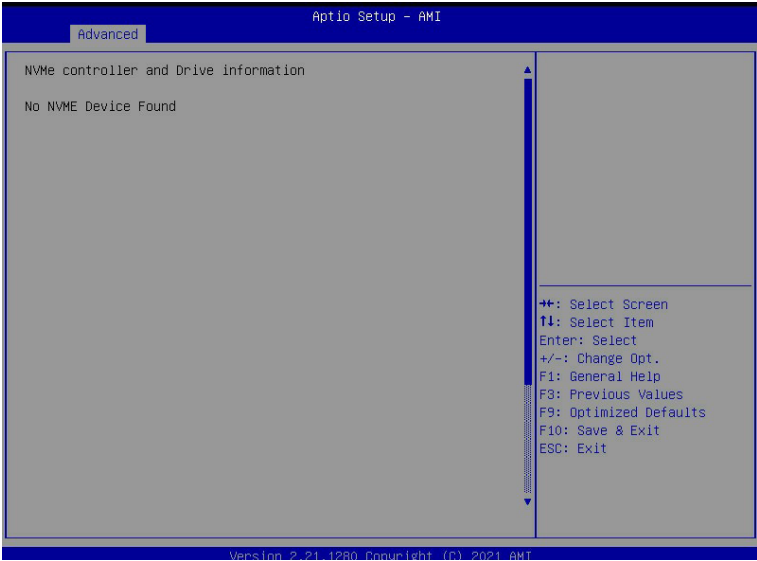 Aptio Setup – AMI
Advanced
NVMe controller and Drive information
No NVME Device Found
→←: Select Screen
↑↓: Select Item
Enter: Select
+/-: Change Opt.
F1: General Help
F3: Previous Values
F9: Optimized Defaults
F10: Save & Exit
ESC: Exit
Version 2.21.1280 Copyright (C) 2021 AMI